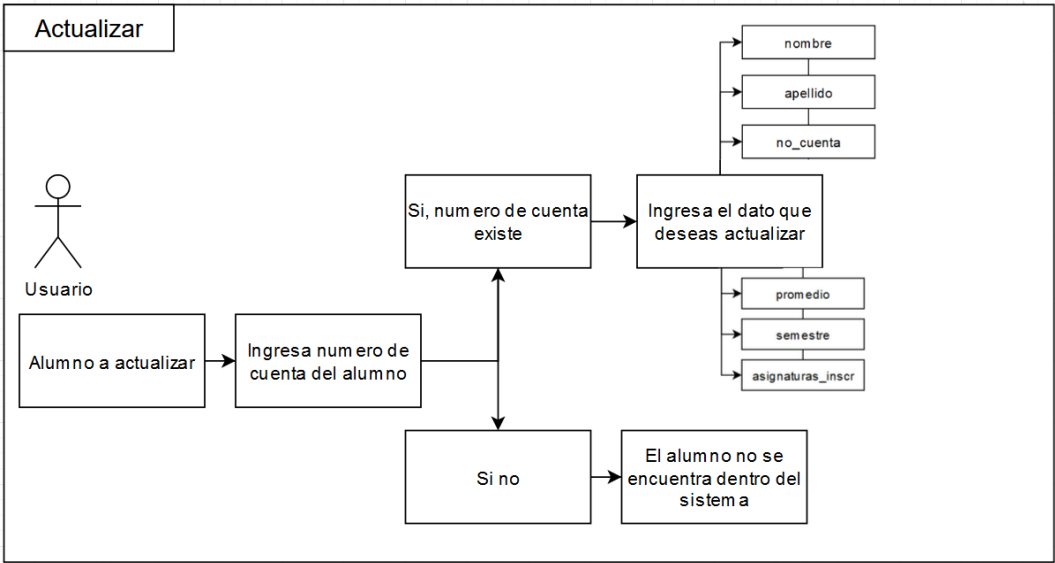 Actualizar
nombre
apellido
no_cuenta
Si, numero de cuenta
existe
Ingresa el dato que
deseas actualizar
Usuario
promedio
semestre
asignaturas_inscr
Alumno a actualizar
Ingresa numero de
cuenta del alumno
Si no
El alumno no se
encuentra dentro del
sistema